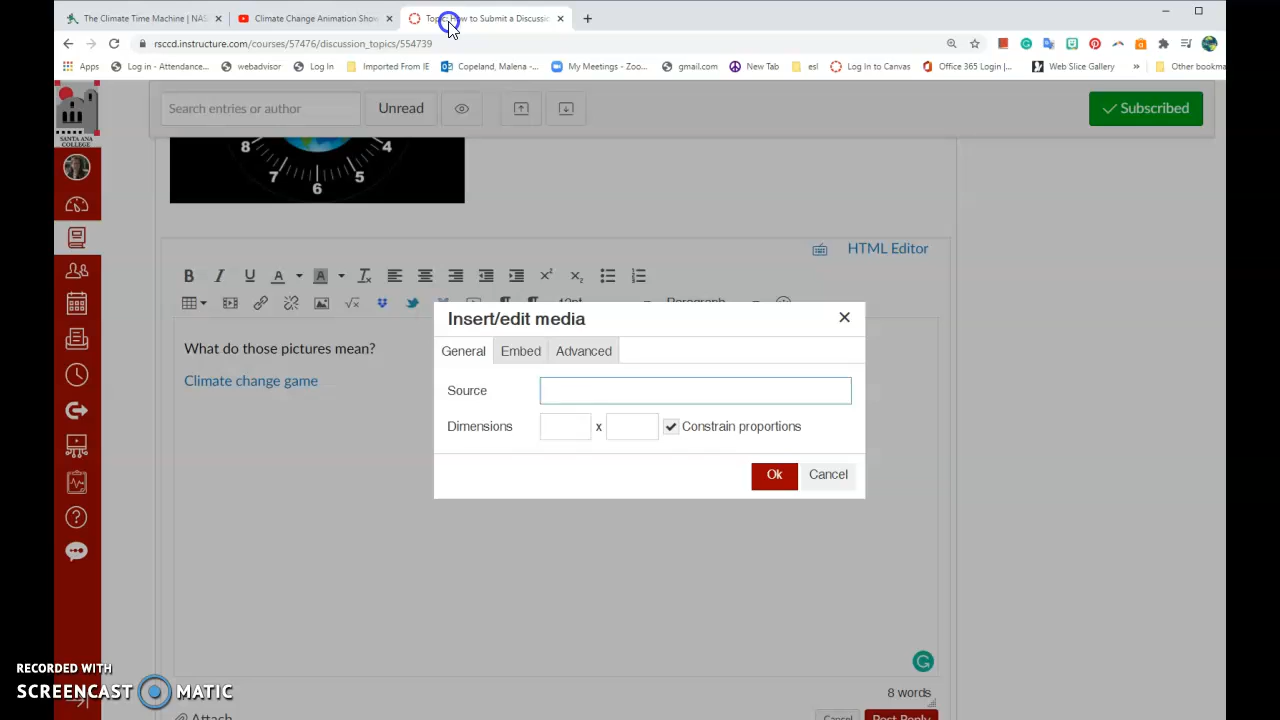 The Climate Time Machine | NAS
Climate Change Animation Show
Topic: How to Submit a Discussio
rsccd.instructure.com/courses/57476/discussion_topics/554739
Apps
Log in - Attendance...
webadvisor
Log In
Imported From IE
Copeland, Malena -...
My Meetings - Zoo...
gmail.com
New Tab
esl
Log In to Canvas
Office 365 Login |...
Web Slice Gallery
»
Other bookma
SANTA ANA
COLLEGE
Search entries or author
Unread
Subscribed
8
4
7
5
6
HTML Editor
What do those pictures mean?
Climate change game
Insert/edit media
General
Embed
Advanced
Source
Dimensions
x
Constrain proportions
Ok
Cancel
8 words
Attach
Cancel
Post Reply
RECORDED WITH
SCREENCAST MATIC